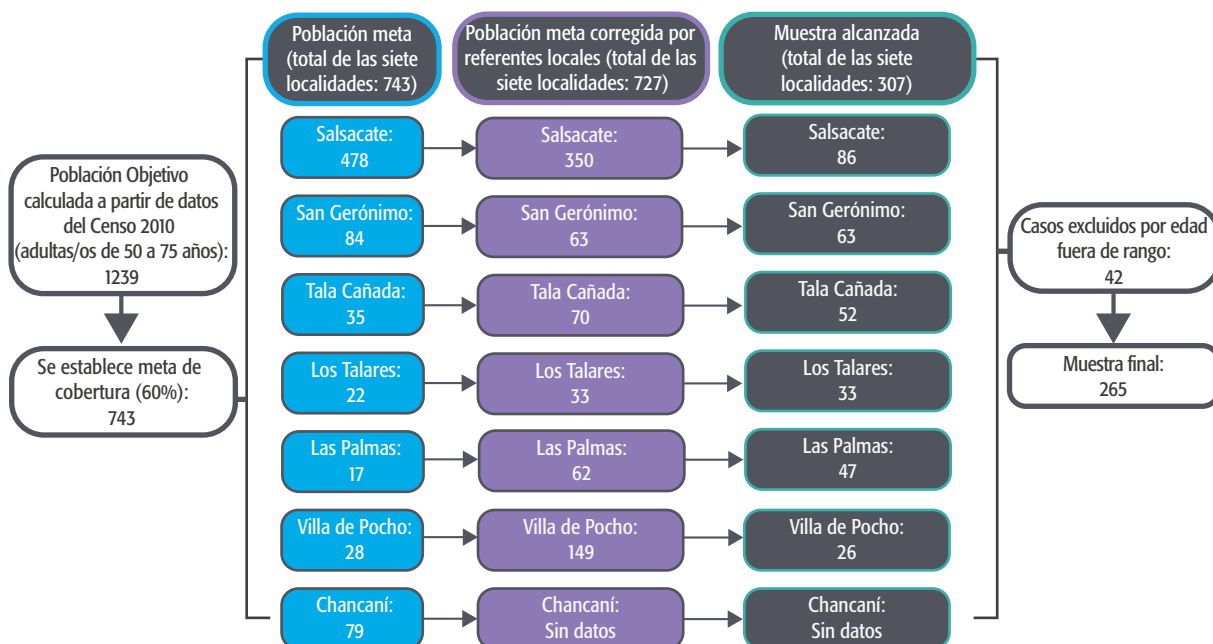 Población Objetivo
calculada a partir de datos
del Censo 2010
(adultas/os de 50 a 75 años):
1239
Se establece meta de
cobertura (60%):
743
Población meta
(total de las siete
localidades: 743)
Salsacate:
478
San Gerónimo:
84
Tala Cañada:
35
Los Talares:
22
Las Palmas:
17
Villa de Pocho:
28
Chancaní:
79
Población meta corregida por
referentes locales (total de las
siete localidades: 727)
Salsacate:
350
San Gerónimo:
63
Tala Cañada:
70
Los Talares:
33
Las Palmas:
62
Villa de Pocho:
149
Chancaní:
Sin datos
Muestra alcanzada
(total de las siete
localidades: 307)
Salsacate:
86
San Gerónimo:
63
Tala Cañada:
52
Los Talares:
33
Las Palmas:
47
Villa de Pocho:
26
Chancaní:
Sin datos
Casos excluidos por edad
fuera de rango:
42
Muestra final:
265